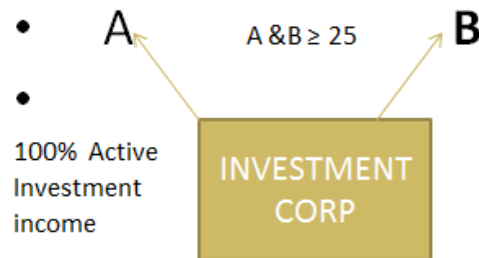 • A A &B ≥ 25 B
•
100% Active
Investment
income
INVESTMENT
CORP